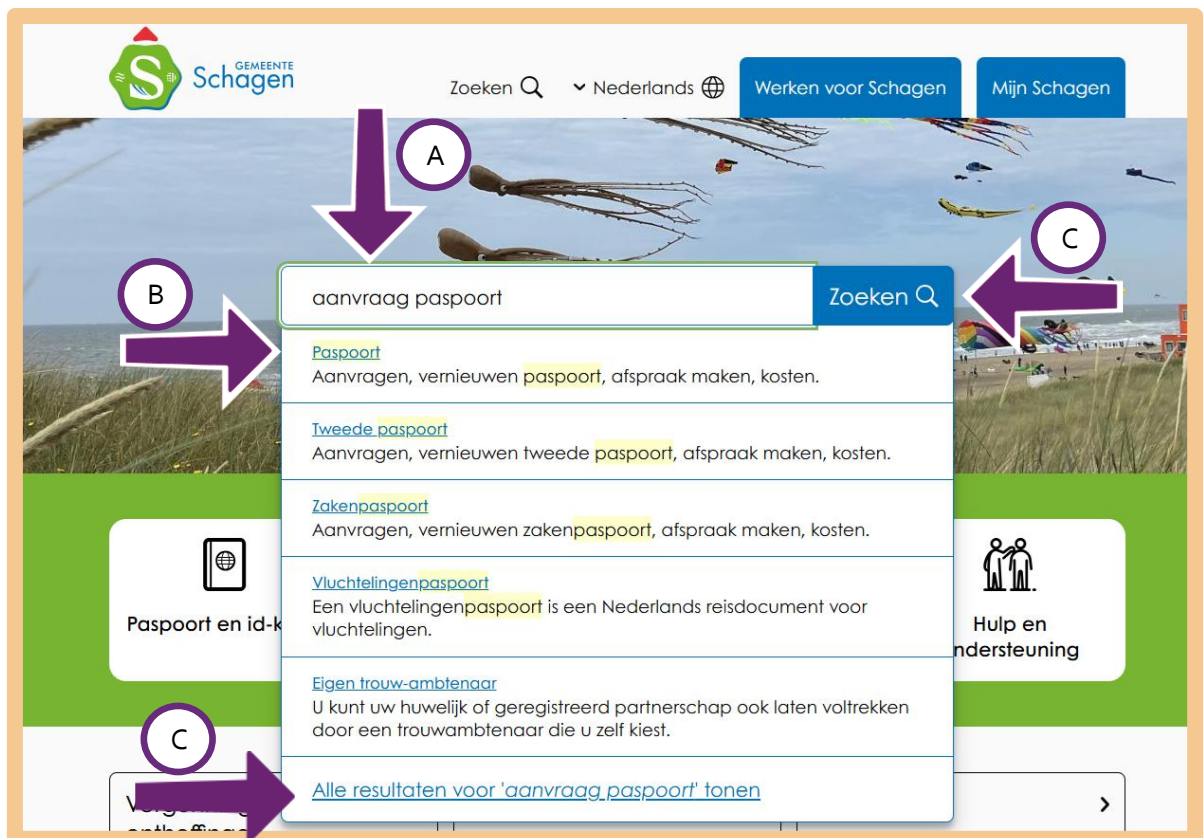 GEMEENTE
Schagen
Zoeken
Nederlands
Werken voor Schagen
Mijn Schagen
A
C
B
aanvraag paspoort
Zoeken
Paspoort
Aanvragen, vernieuwen paspoort, afspraak maken, kosten.
Tweede paspoort
Aanvragen, vernieuwen tweede paspoort, afspraak maken, kosten.
Zakenpaspoort
Aanvragen, vernieuwen zakenpaspoort, afspraak maken, kosten.
Vluchtelingenpaspoort
Een vluchtelingenpaspoort is een Nederlands reisdocument voor
vluchtelingen.
Paspoort en id-k
Hulp en
ndersteuning
Eigen trouw-ambtenaar
U kunt uw huwelijk of geregistreerd partnerschap ook laten voltrekken
door een trouwambtenaar die u zelf kiest.
C
Alle resultaten voor 'aanvraag paspoort' tonen